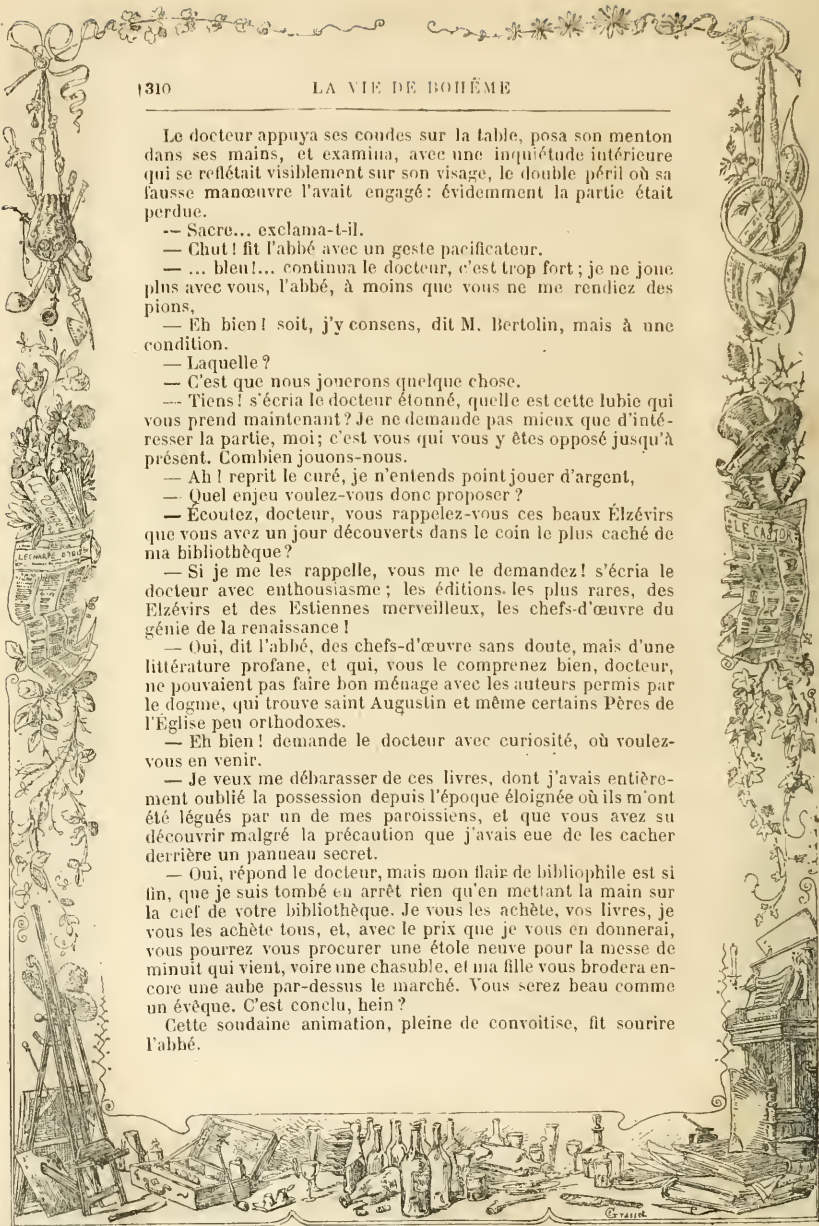 310 LA VIE DE BOHÊME
Le docteur appuya ses coudes sur la table, posa son menton
dans ses mains, et examina, avec une inquiétude intérieure
qui se reflétait visiblement sur son visage, le double péril où sa
fausse manœuvre l'avait engagé : évidemment la partie était
perdue.
— Sacre... exclama-t-il.
— Chut ! fit l'abbé avec un geste pacificateur.
— ... bleu !... continua le docteur, c'est trop fort ; je ne joue
plus avec vous, l'abbé, à moins que vous ne me rendiez des
pions,
— Eh bien ! soit, j'y consens, dit M. Bertolin, mais à une
condition.
— Laquelle ?
— C'est que nous jouerons quelque chose.
— Tiens ! s'écria le docteur étonné, quelle est cette lubie qui
vous prend maintenant ? Je ne demande pas mieux que d'inté-
resser la partie, moi ; c'est vous qui vous y êtes opposé jusqu'à
présent. Combien jouons-nous.
— Ah ! reprit le curé, je n'entends point jouer d'argent,
— Quel enjeu voulez-vous donc proposer ?
— Écoutez, docteur, vous rappelez-vous ces beaux Élzévirs
que vous avez un jour découverts dans le coin le plus caché de
ma bibliothèque ?
— Si je me les rappelle, vous me le demandez ! s'écria le
docteur avec enthousiasme ; les éditions. les plus rares, des
Elzévirs et des Estiennes merveilleux, les chefs-d'œuvre du
génie de la renaissance !
— Oui, dit l'abbé, des chefs-d'œuvre sans doute, mais d'une
littérature profane, et qui, vous le comprenez bien, docteur,
ne pouvaient pas faire bon ménage avec les auteurs permis par
le dogme, qui trouve saint Augustin et même certains Pères de
l'Église peu orthodoxes.
— Eh bien ! demande le docteur avec curiosité, où voulez-
vous en venir.
— Je veux me débarasser de ces livres, dont j'avais entière-
ment oublié la possession depuis l'époque éloignée où ils m'ont
été légués par un de mes paroissiens, et que vous avez su
découvrir malgré la précaution que j'avais eue de les cacher
derrière un panneau secret.
— Oui, répond le docteur, mais mon flair de bibliophile est si
fin, que je suis tombé en arrêt rien qu'en mettant la main sur
la clef de votre bibliothèque. Je vous les achète, vos livres, je
vous les achète tous, et, avec le prix que je vous en donnerai,
vous pourrez vous procurer une étole neuve pour la messe de
minuit qui vient, voire une chasuble, et ma fille vous brodera en-
core une aube par-dessus le marché. Vous serez beau comme
un évêque. C'est conclu, hein ?
Cette soudaine animation, pleine de convoitise, fit sourire
l'abbé.
LECHARPE D'IRIS
LE CASTOR
Grasset